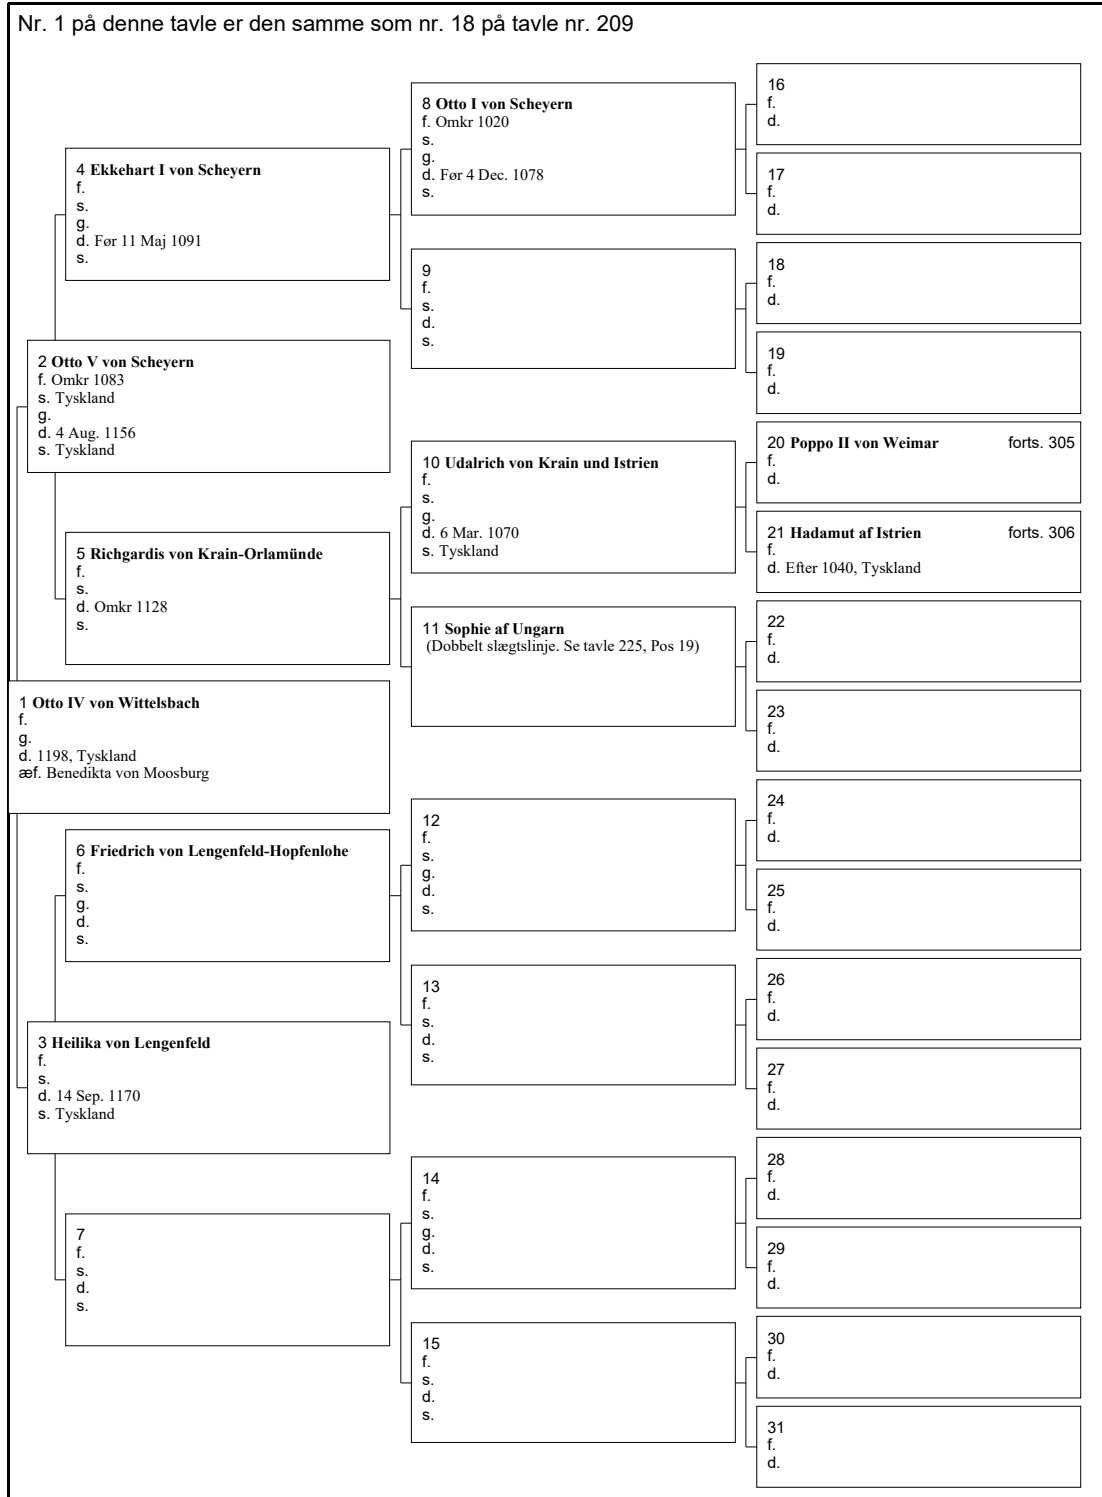 Nr. 1 på denne tavle er den samme som nr. 18 på tavle nr. 209
1 Otto IV von Wittelsbach
f.
g.
d. 1198, Tyskland
æf. Benedikta von Moosburg
2 Otto V von Scheyern
f. Omkr 1083
s. Tyskland
g.
d. 4 Aug. 1156
s. Tyskland
3 Heilika von Lengenfeld
f.
s.
d. 14 Sep. 1170
s. Tyskland
4 Ekkehart I von Scheyern
f.
s.
g.
d. Før 11 Maj 1091
s.
5 Richgardis von Krain-Orlamünde
f.
s.
d. Omkr 1128
s.
6 Friedrich von Lengenfeld-Hopfenlohe
f.
s.
g.
d.
s.
7
f.
s.
d.
s.
8 Otto I von Scheyern
f. Omkr 1020
s.
g.
d. Før 4 Dec. 1078
s.
9
f.
s.
d.
s.
10 Udalrich von Krain und Istrien
f.
s.
g.
d. 6 Mar. 1070
s. Tyskland
11 Sophie af Ungarn
(Dobbelt slægtslinje. Se tavle 225, Pos 19)
12
f.
s.
g.
d.
s.
13
f.
s.
d.
s.
14
f.
s.
g.
d.
s.
15
f.
s.
d.
s.
16
f.
d.
17
f.
d.
18
f.
d.
19
f.
d.
20 Poppo II von Weimar forts. 305
f.
d.
21 Hadamut af Istrien forts. 306
f.
d. Efter 1040, Tyskland
22
f.
d.
23
f.
d.
24
f.
d.
25
f.
d.
26
f.
d.
27
f.
d.
28
f.
d.
29
f.
d.
30
f.
d.
31
f.
d.